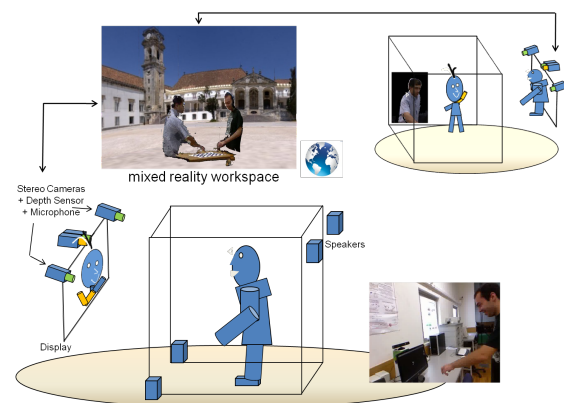 mixed reality workspace
Stereo Cameras
+ Depth Sensor
+ Microphone
Speakers
Display